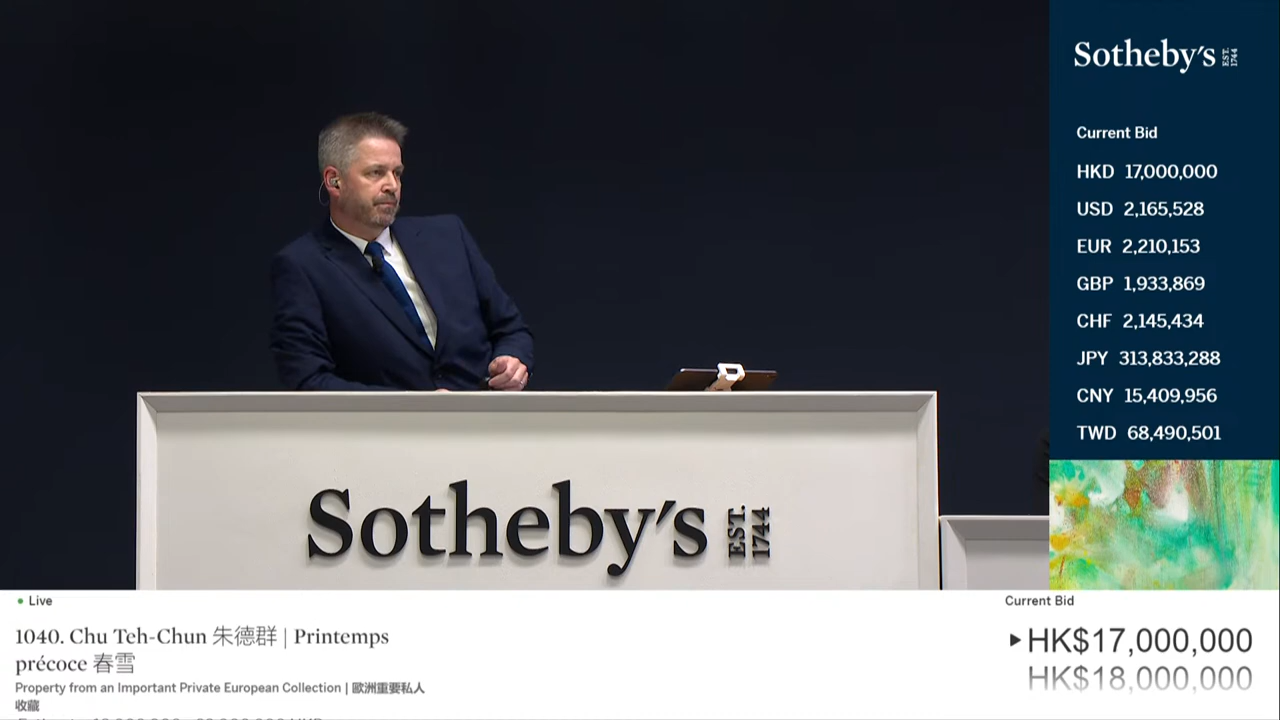 Sotheby's EST. 1744
Current Bid
HKD 17,000,000
USD 2,165,528
EUR 2,210,153
GBP 1,933,869
CHF 2,145,434
JPY 313,833,288
CNY 15,409,956
TWD 68,490,501
Sotheby's EST. 1744
Live
1040. Chu Teh-Chun 朱德群 | Printemps
précoce 春雪
Property from an Important Private European Collection | 歐洲重要私人
收藏
Current Bid
HK$17,000,000
HK$18,000,000